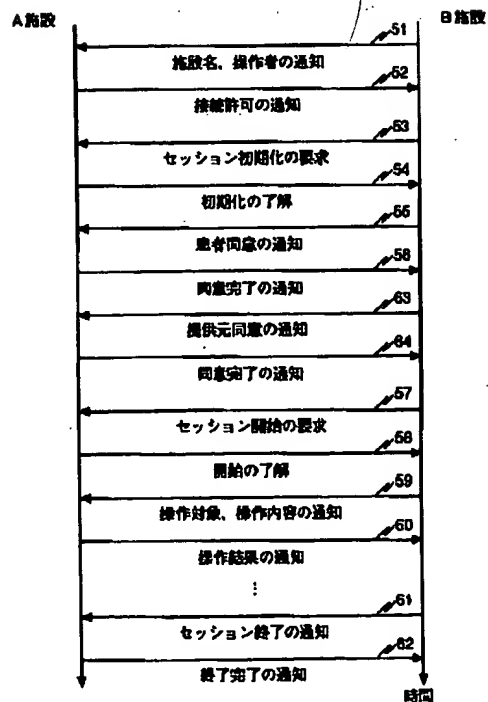 A施設
B施設
51
施設名、操作者の通知
52
接続許可の通知
53
セッション初期化の要求
54
初期化の了解
55
患者同意の通知
56
同意完了の通知
63
提供元同意の通知
64
同意完了の通知
57
セッション開始の要求
58
開始の了解
59
操作対象、操作内容の通知
60
操作結果の通知
⋮
61
セッション終了の通知
62
終了完了の通知
時間